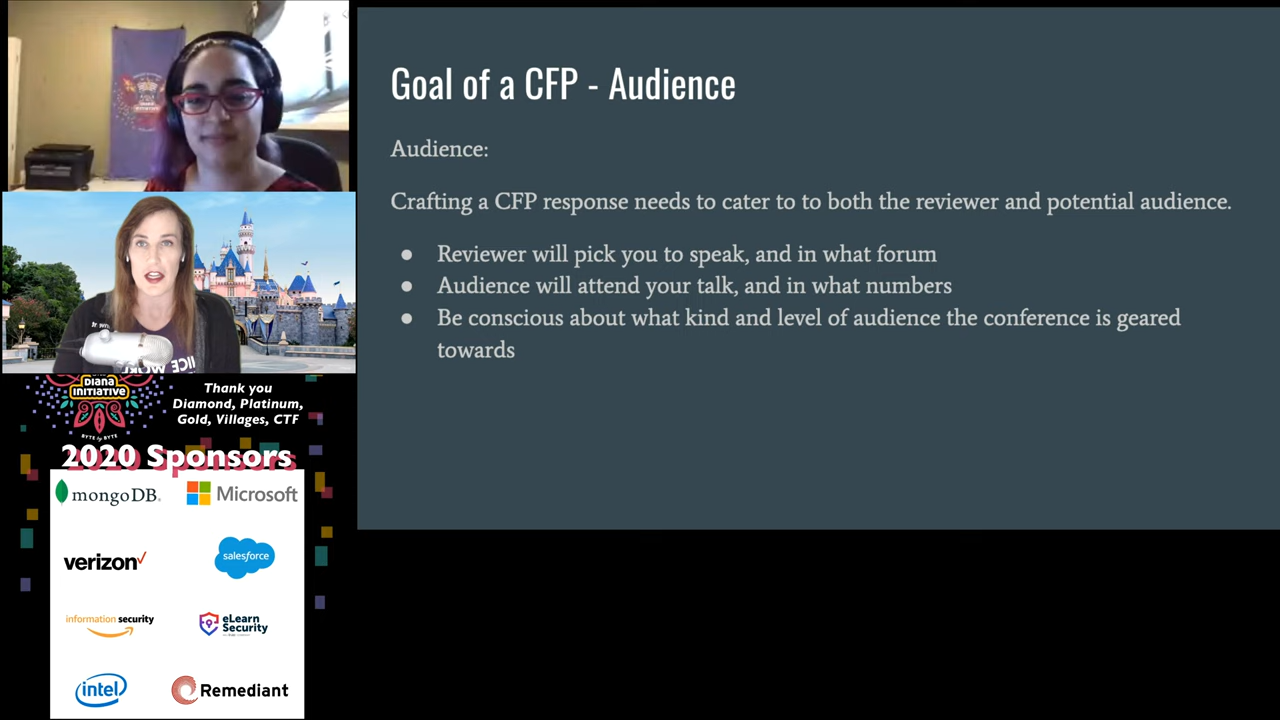 Goal of a CFP - Audience
Audience:
Crafting a CFP response needs to cater to to both the reviewer and potential audience.
● Reviewer will pick you to speak, and in what forum
● Audience will attend your talk, and in what numbers
● Be conscious about what kind and level of audience the conference is geared
towards
DIANA
INITIATIVE
BYTE by BYTE
Thank you
Diamond, Platinum,
Gold, Villages, CTF
2020 Sponsors
mongoDB.
Microsoft
verizon
salesforce
information security
eLearn
Security
intel
Remediant